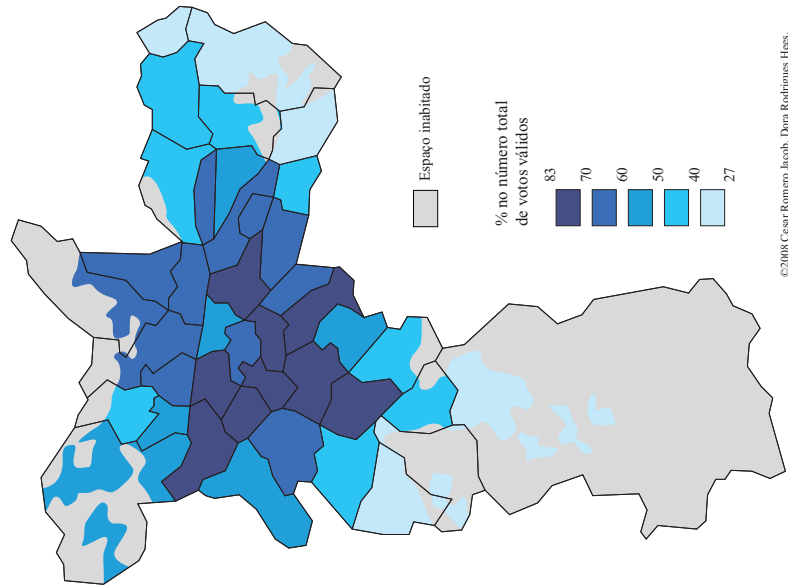 Espaço inabitado
% no número total
de votos válidos
83
70
60
50
40
27
©2008 Cesar Romero Jacob, Dora Rodrigues Hees,